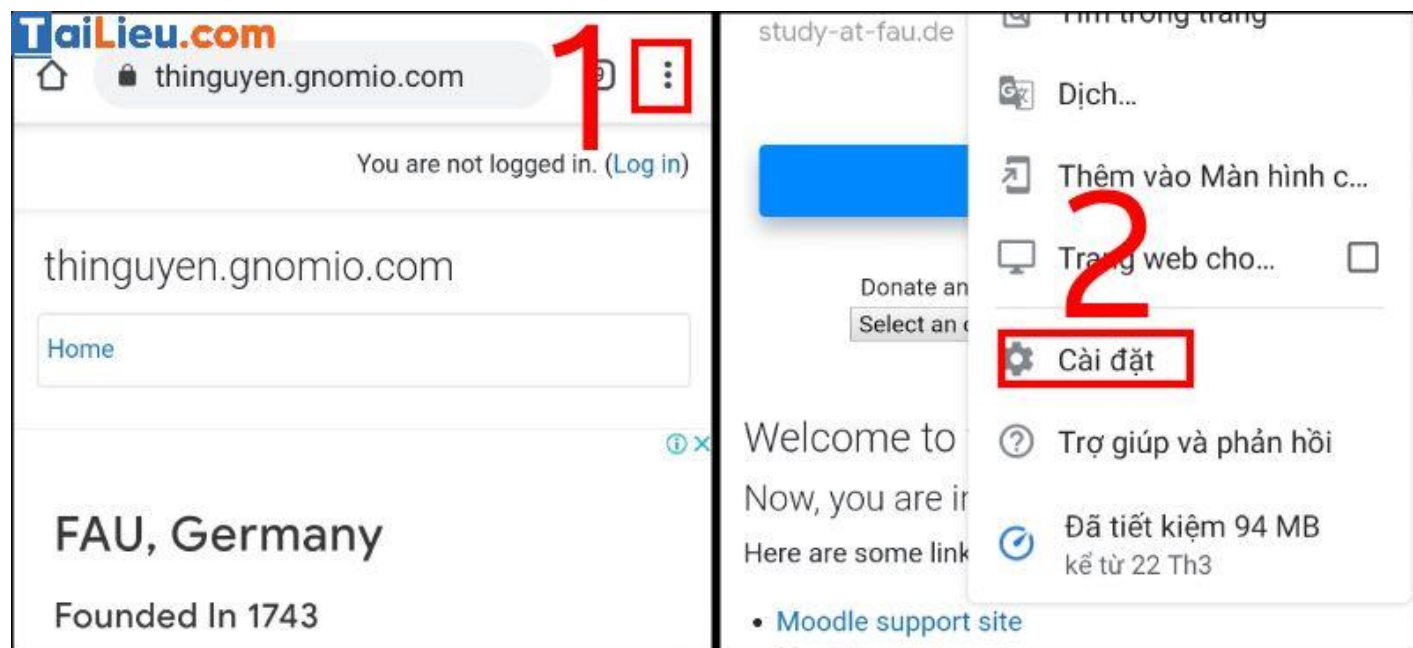 TaiLieu.com
thinguyen.gnomio.com
1
You are not logged in. (Log in)
thinguyen.gnomio.com
Home
FAU, Germany
Founded In 1743
study-at-fau.de
Tìm trong trang
Dịch...
Thêm vào Màn hình c...
2
Trang web cho...
Donate an
Select an
Cài đặt
Welcome to
Trợ giúp và phản hồi
Now, you are
Here are some link
Đã tiết kiệm 94 MB
kể từ 22 Th3
• Moodle support site